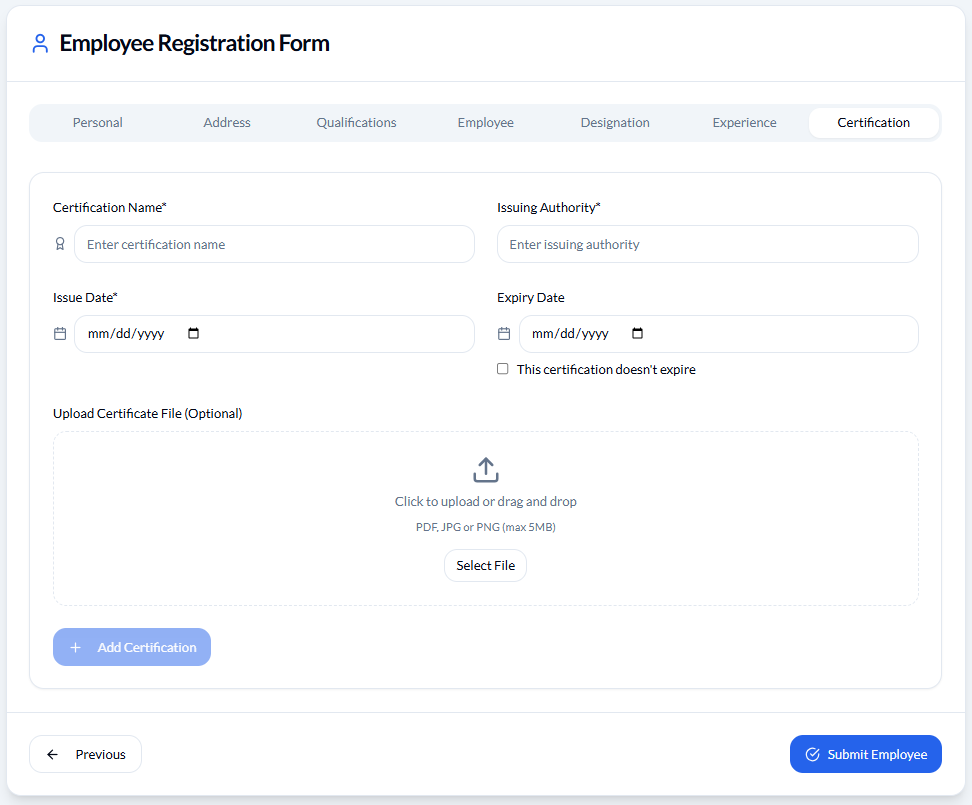 Employee Registration Form
Personal Address Qualifications Employee Designation Experience Certification
Certification Name* Issuing Authority*
Enter certification name Enter issuing authority
Issue Date* Expiry Date
mm/dd/yyyy mm/dd/yyyy
This certification doesn't expire
Upload Certificate File (Optional)
Click to upload or drag and drop
PDF, JPG or PNG (max 5MB)
Select File
Add Certification
Previous Submit Employee